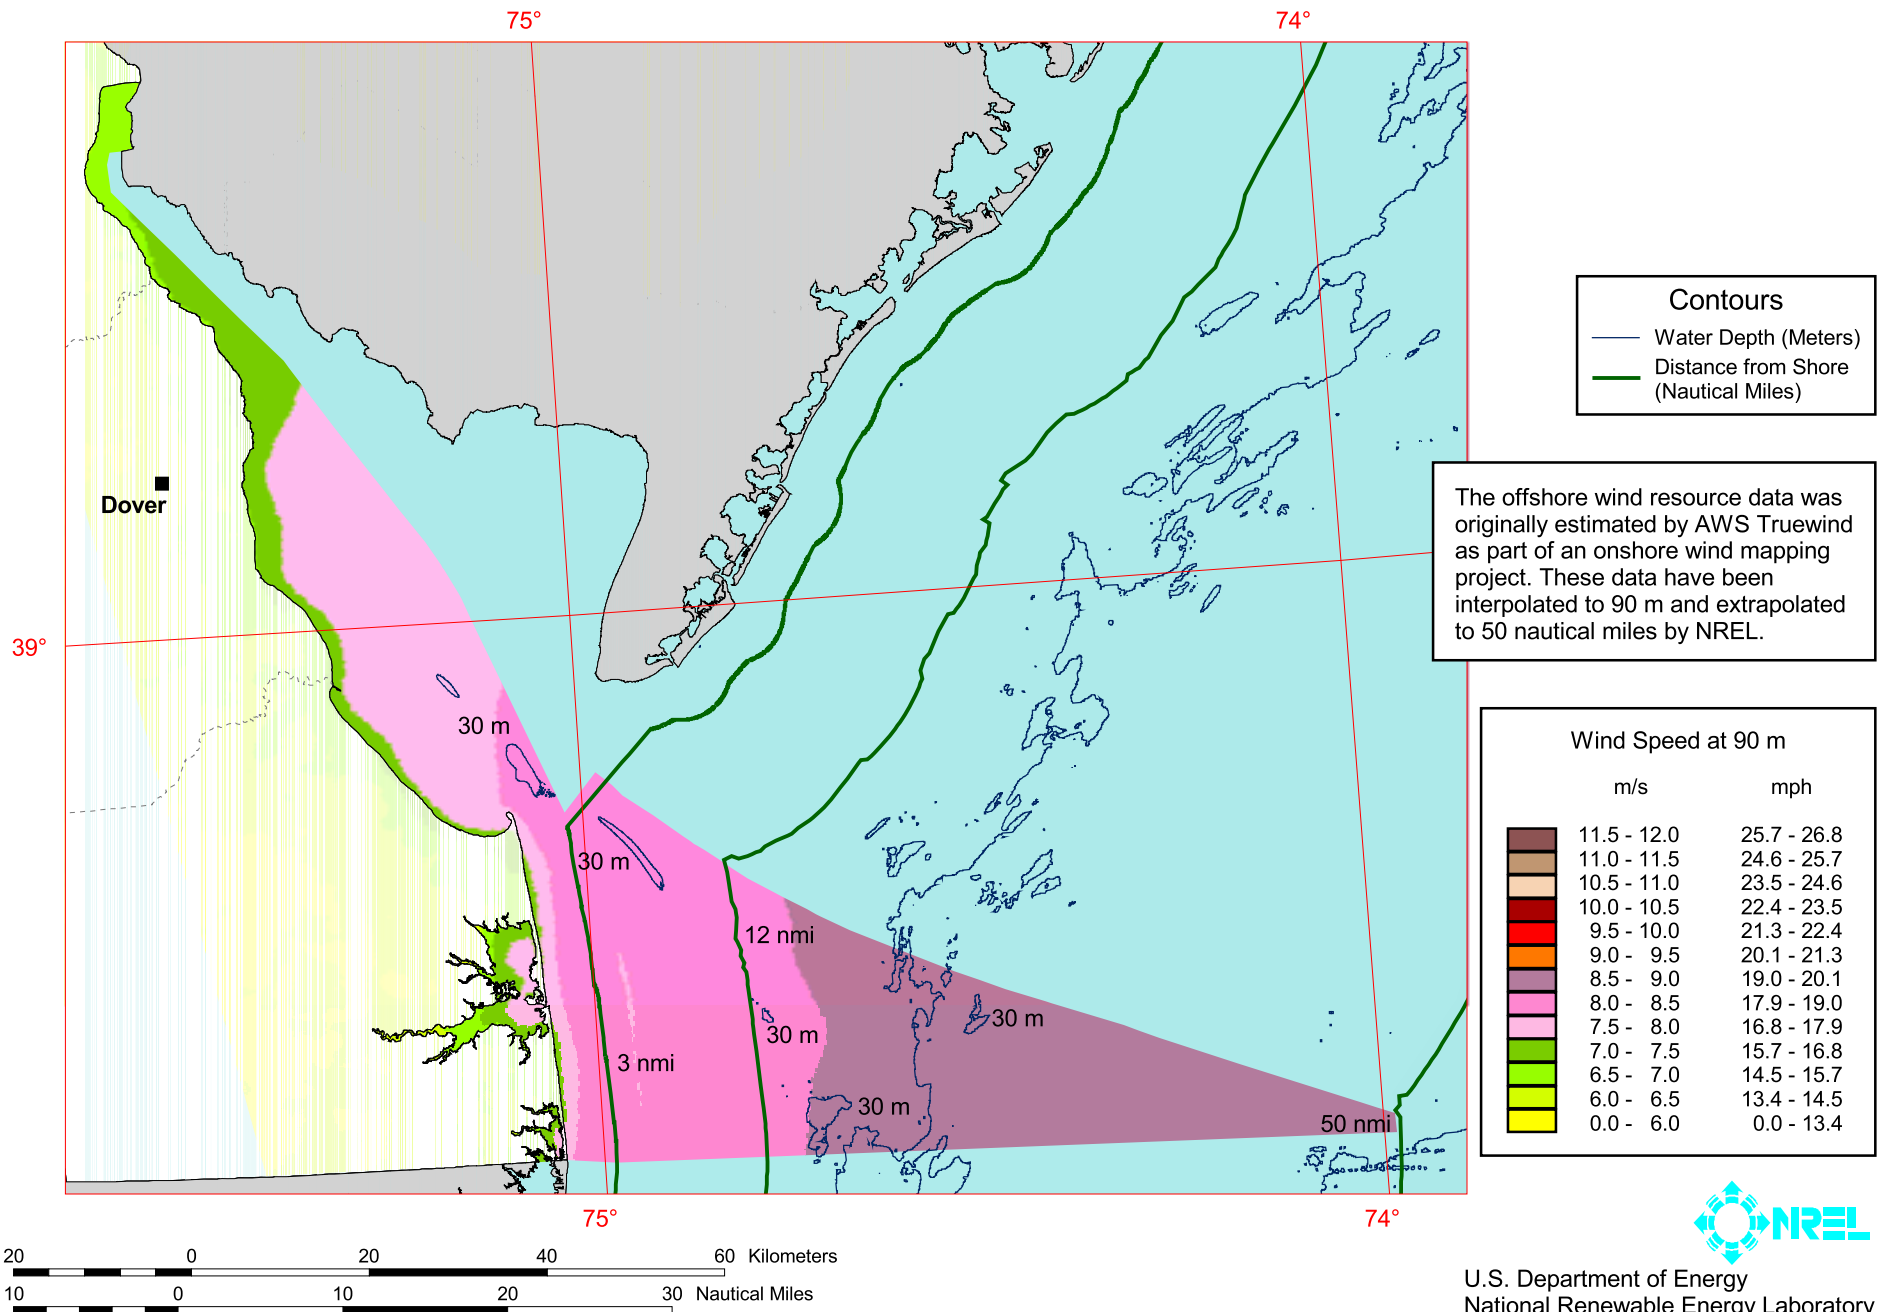 75°
74°
Contours
Water Depth (Meters)
Distance from Shore
(Nautical Miles)
Dover
The offshore wind resource data was
originally estimated by AWS Truewind
as part of an onshore wind mapping
project. These data have been
interpolated to 90 m and extrapolated
to 50 nautical miles by NREL.
39°
30 m
30 m
12 nmi
30 m
30 m
3 nmi
30 m
50 nmi
Wind Speed at 90 m
m/s mph
11.5 - 12.0 25.7 - 26.8
11.0 - 11.5 24.6 - 25.7
10.5 - 11.0 23.5 - 24.6
10.0 - 10.5 22.4 - 23.5
9.5 - 10.0 21.3 - 22.4
9.0 - 9.5 20.1 - 21.3
8.5 - 9.0 19.0 - 20.1
8.0 - 8.5 17.9 - 19.0
7.5 - 8.0 16.8 - 17.9
7.0 - 7.5 15.7 - 16.8
6.5 - 7.0 14.5 - 15.7
6.0 - 6.5 13.4 - 14.5
0.0 - 6.0 0.0 - 13.4
75°
74°
20 0 20 40 60 Kilometers
10 0 10 20 30 Nautical Miles
NREL
U.S. Department of Energy
National Renewable Energy Laboratory